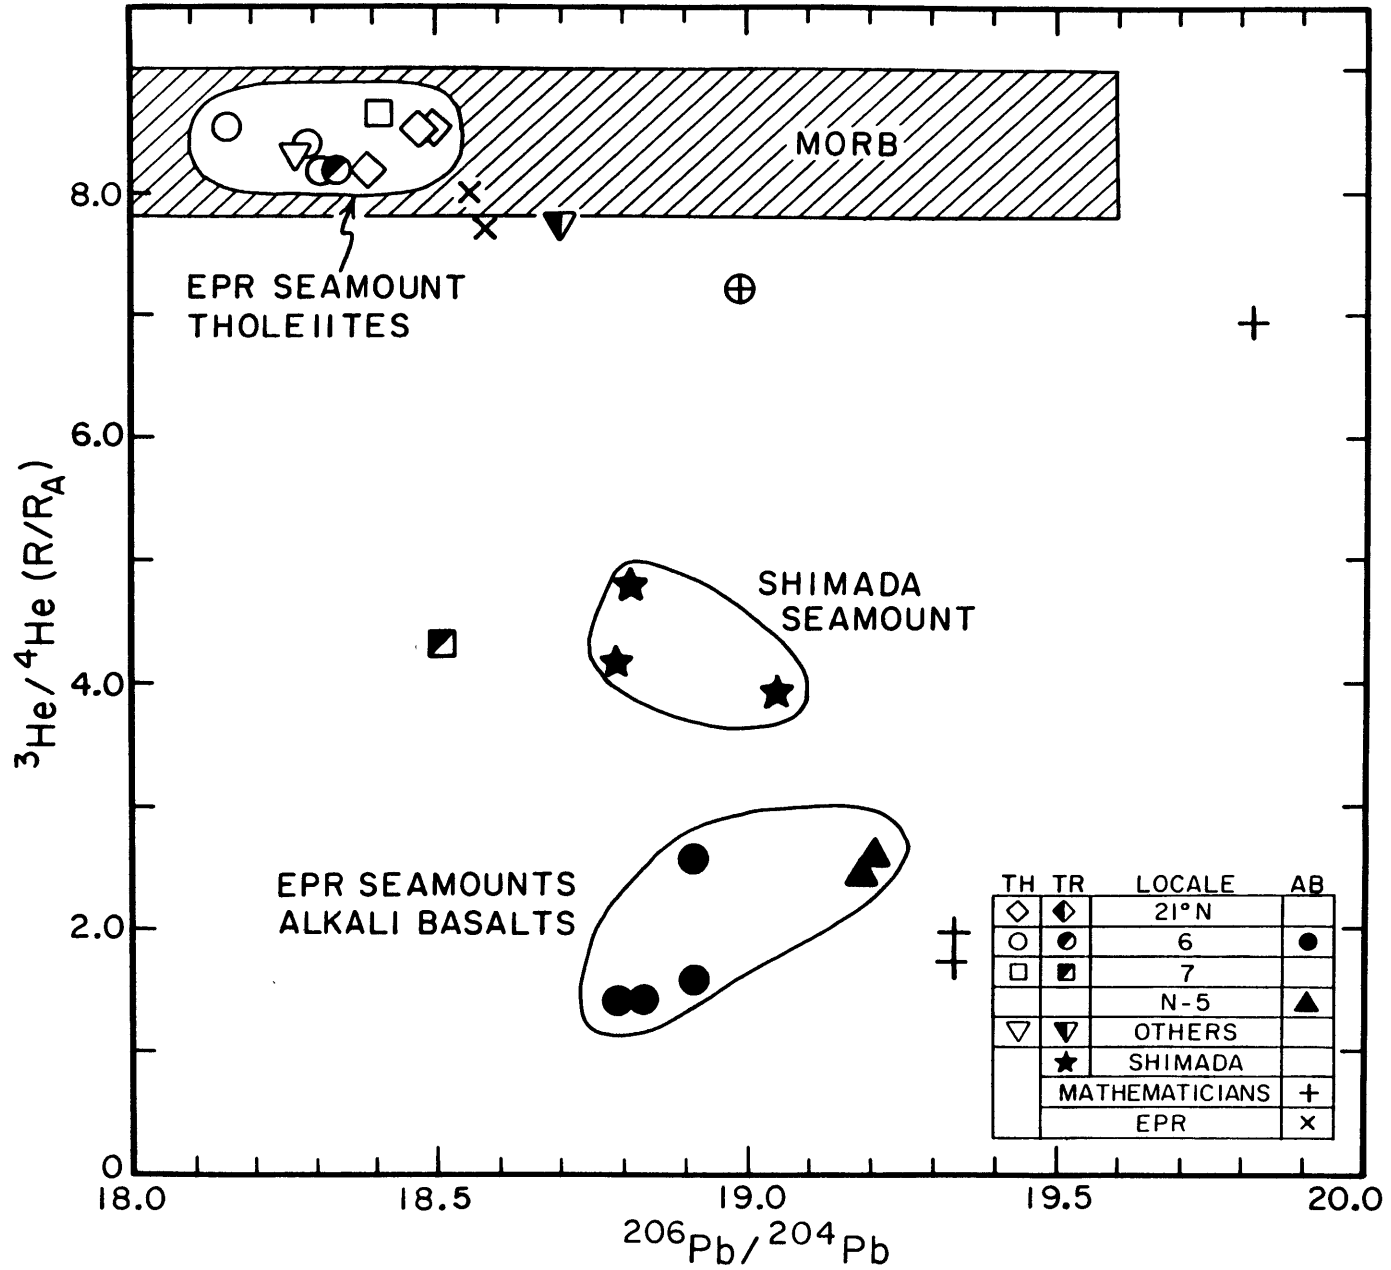 MORB
8.0
EPR SEAMOUNT
THOLEIITES
6.0
SHIMADA
SEAMOUNT
4.0
³He/⁴He (R/R_A)
EPR SEAMOUNTS
ALKALI BASALTS
2.0
TH TR LOCALE AB
21°N
6
7
N-5
OTHERS
SHIMADA
MATHEMATICIANS +
EPR ×
0
18.0 18.5 19.0 19.5 20.0
²⁰⁶Pb/²⁰⁴Pb